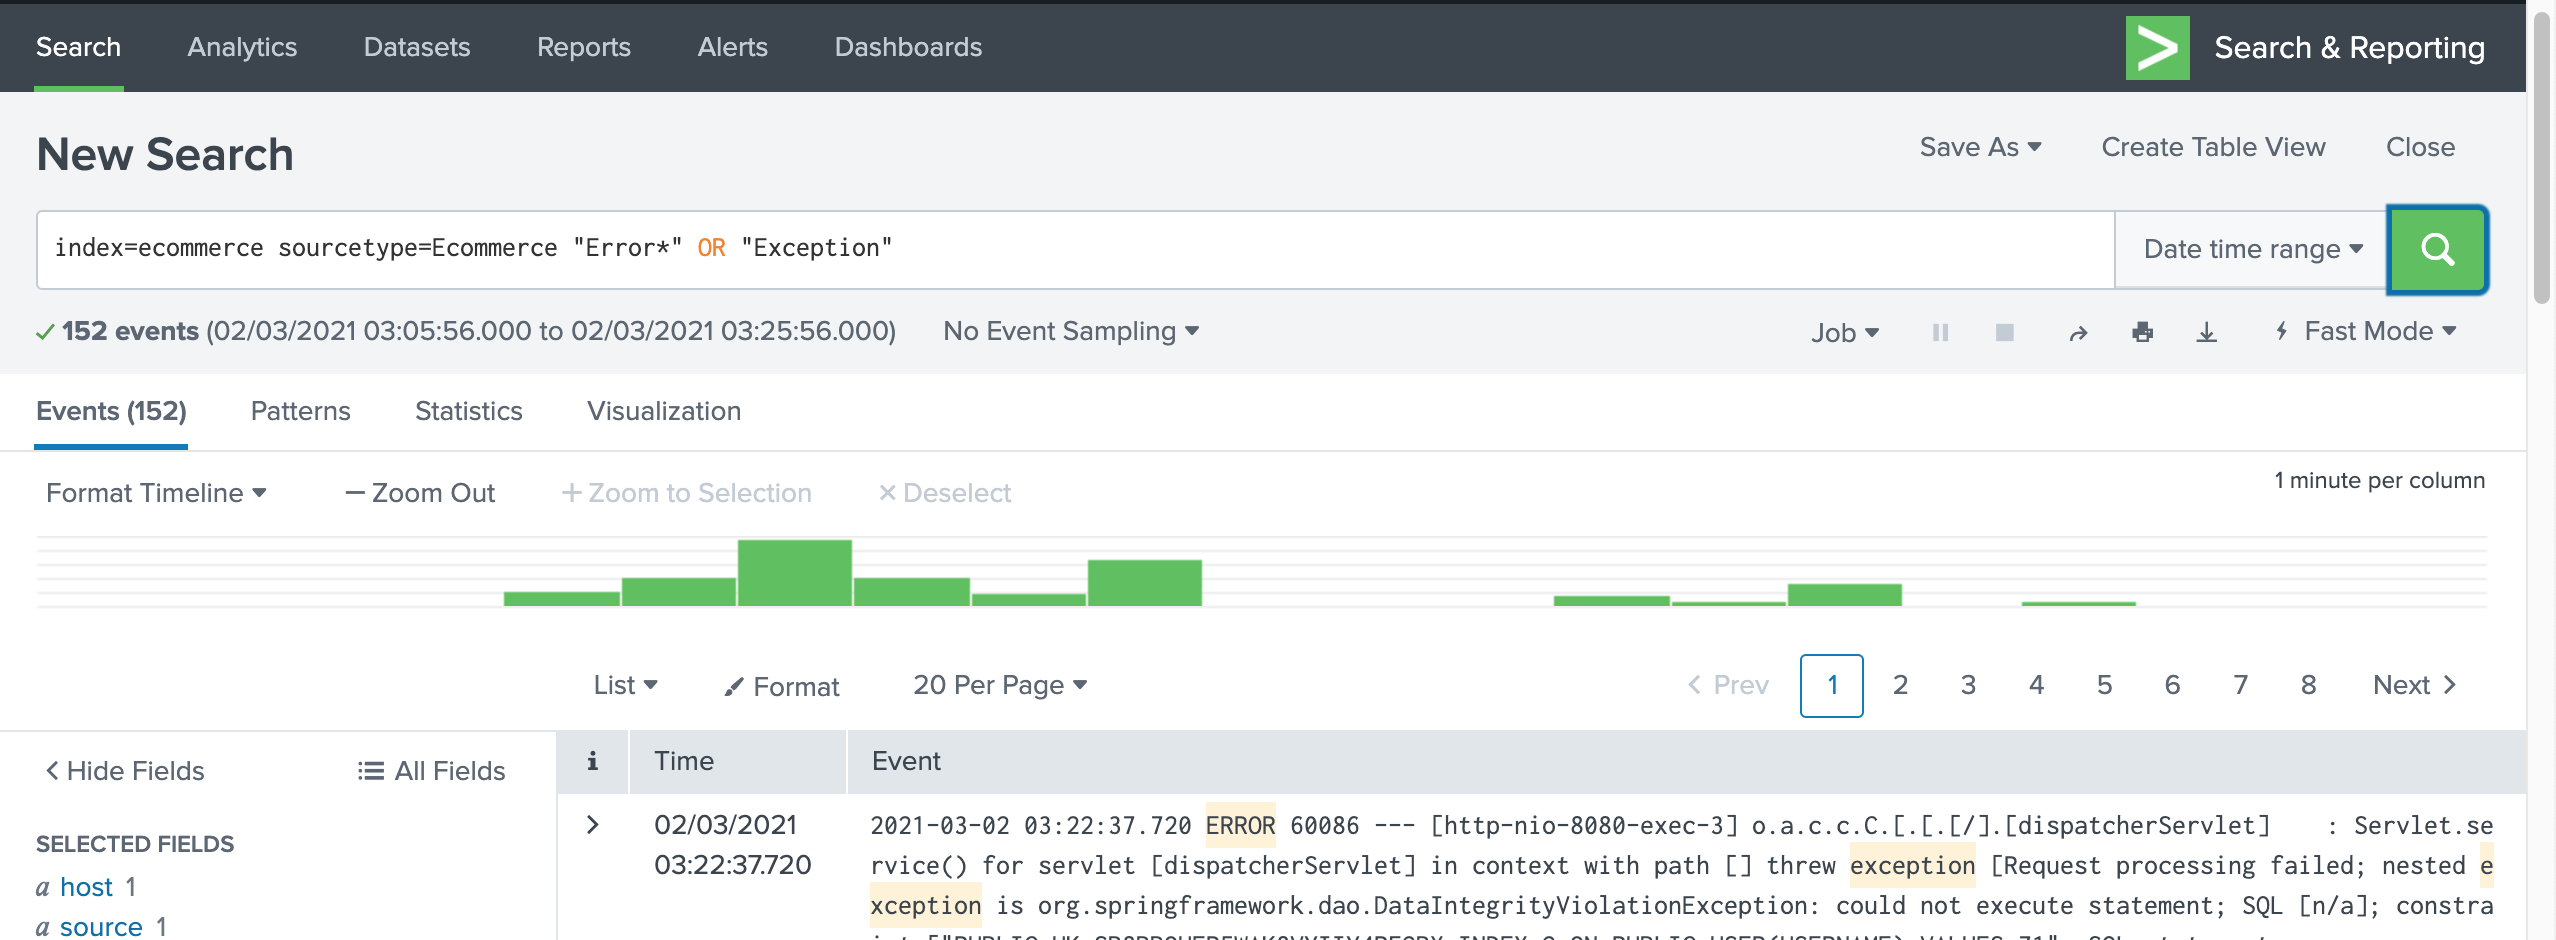 Search Analytics Datasets Reports Alerts Dashboards Search & Reporting
New Search
Save As Create Table View Close
index=ecommerce sourcetype=Ecommerce "Error*" OR "Exception"
Date time range
152 events (02/03/2021 03:05:56.000 to 02/03/2021 03:25:56.000) No Event Sampling Job Fast Mode
Events (152) Patterns Statistics Visualization
Format Timeline — Zoom Out + Zoom to Selection × Deselect 1 minute per column
List Format 20 Per Page < Prev 1 2 3 4 5 6 7 8 Next >
< Hide Fields All Fields
i Time Event
SELECTED FIELDS
a host 1
a source 1
> 02/03/2021
03:22:37.720
2021-03-02 03:22:37.720 ERROR 60086 --- [http-nio-8080-exec-3] o.a.c.c.C.[.[.[/].[dispatcherServlet] : Servlet.se
rvice() for servlet [dispatcherServlet] in context with path [] threw exception [Request processing failed; nested e
xception is org.springframework.dao.DataIntegrityViolationException: could not execute statement; SQL [n/a]; constra